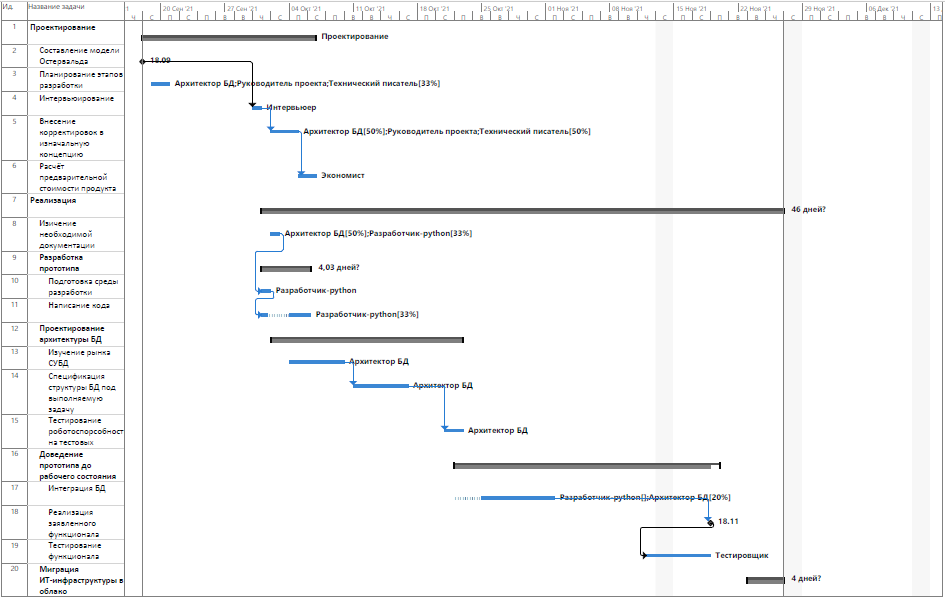 Ид.
Название задачи
1
20 Сен '21
27 Сен '21
04 Окт '21
11 Окт '21
18 Окт '21
25 Окт '21
01 Ноя '21
08 Ноя '21
15 Ноя '21
22 Ноя '21
29 Ноя '21
06 Дек '21
13
Ч С П В С Ч П С В П В С Ч П С В П В С Ч П С В П В С Ч П С В П
1
Проектирование
Проектирование
2
Составление модели
Остервальда
18.09
3
Планирование этапов
разработки
Архитектор БД;Руководитель проекта;Технический писатель[33%]
4
Интервьюирование
Интервьюер
5
Внесение
корректировок в
изначальную
концепцию
Архитектор БД[50%];Руководитель проекта;Технический писатель[50%]
6
Расчёт
предварительной
стоимости продукта
Экономист
7
Реализация
46 дней?
8
Изичение
необходимой
документации
Архитектор БД[50%];Разработчик-python[33%]
9
Разработка
прототипа
4,03 дней?
10
Подготовка среды
разработки
Разработчик-python
11
Написание кода
Разработчик-python[33%]
12
Проектирование
архитектуры БД
13
Изучение рынка
СУБД
Архитектор БД
14
Спецификация
структуры БД под
выполняемую
задачу
Архитектор БД
15
Тестирование
роботоспорсобност
на тестовых
Архитектор БД
16
Доведение
прототипа до
рабочего состояния
17
Интеграция БД
Разработчик-python[];Архитектор БД[20%]
18
Реализация
заявленного
функционала
18.11
19
Тестирование
функционала
Тестировщик
20
Миграция
ИТ-инфраструктуры в
облако
4 дней?